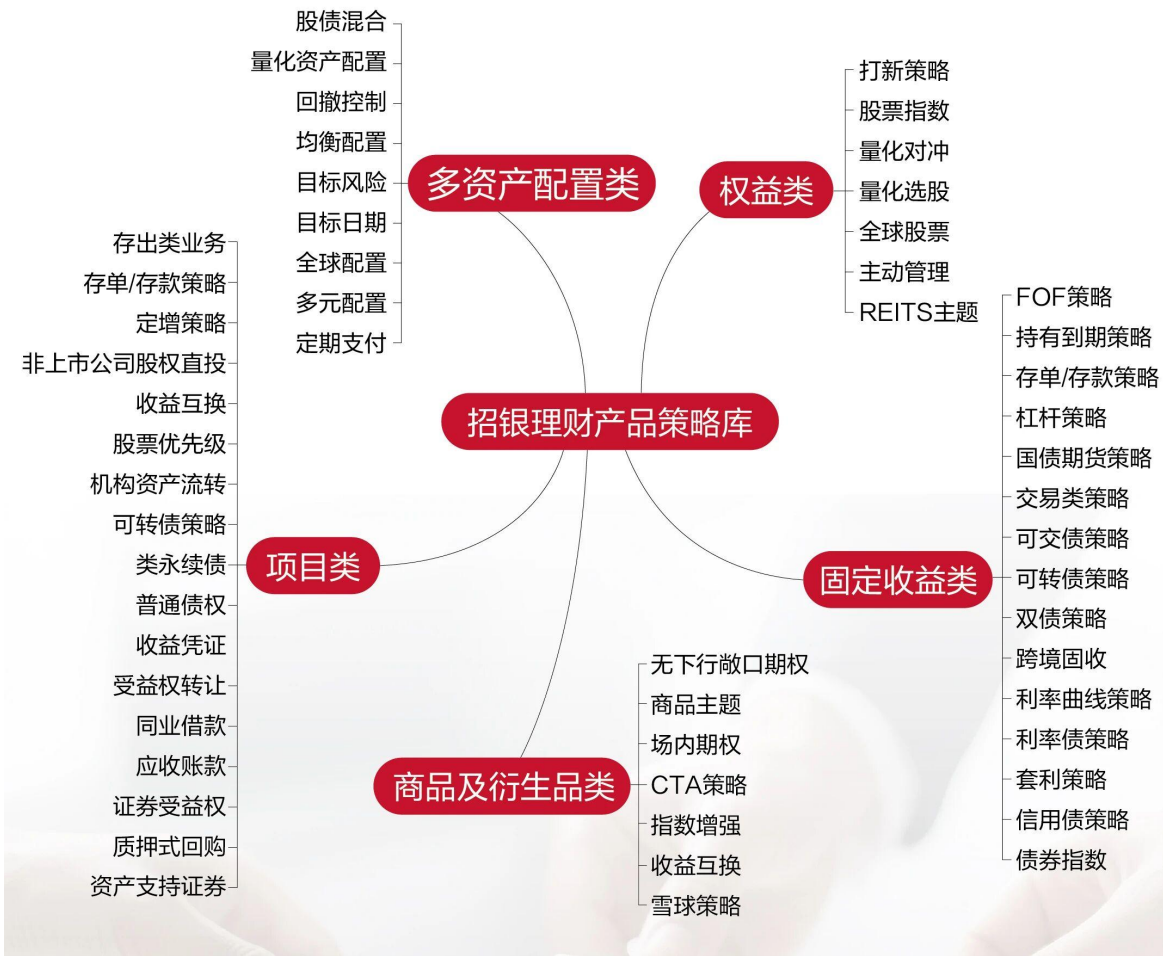 招银理财产品策略库
多资产配置类
股债混合
量化资产配置
回撤控制
均衡配置
目标风险
目标日期
全球配置
多元配置
定期支付
权益类
打新策略
股票指数
量化对冲
量化选股
全球股票
主动管理
REITS主题
项目类
存出类业务
存单/存款策略
定增策略
非上市公司股权直投
收益互换
股票优先级
机构资产流转
可转债策略
类永续债
普通债权
收益凭证
受益权转让
同业借款
应收账款
证券受益权
质押式回购
资产支持证券
固定收益类
FOF策略
持有到期策略
存单/存款策略
杠杆策略
国债期货策略
交易类策略
可交债策略
可转债策略
双债策略
跨境固收
利率曲线策略
利率债策略
套利策略
信用债策略
债券指数
商品及衍生品类
无下行敞口期权
商品主题
场内期权
CTA策略
指数增强
收益互换
雪球策略